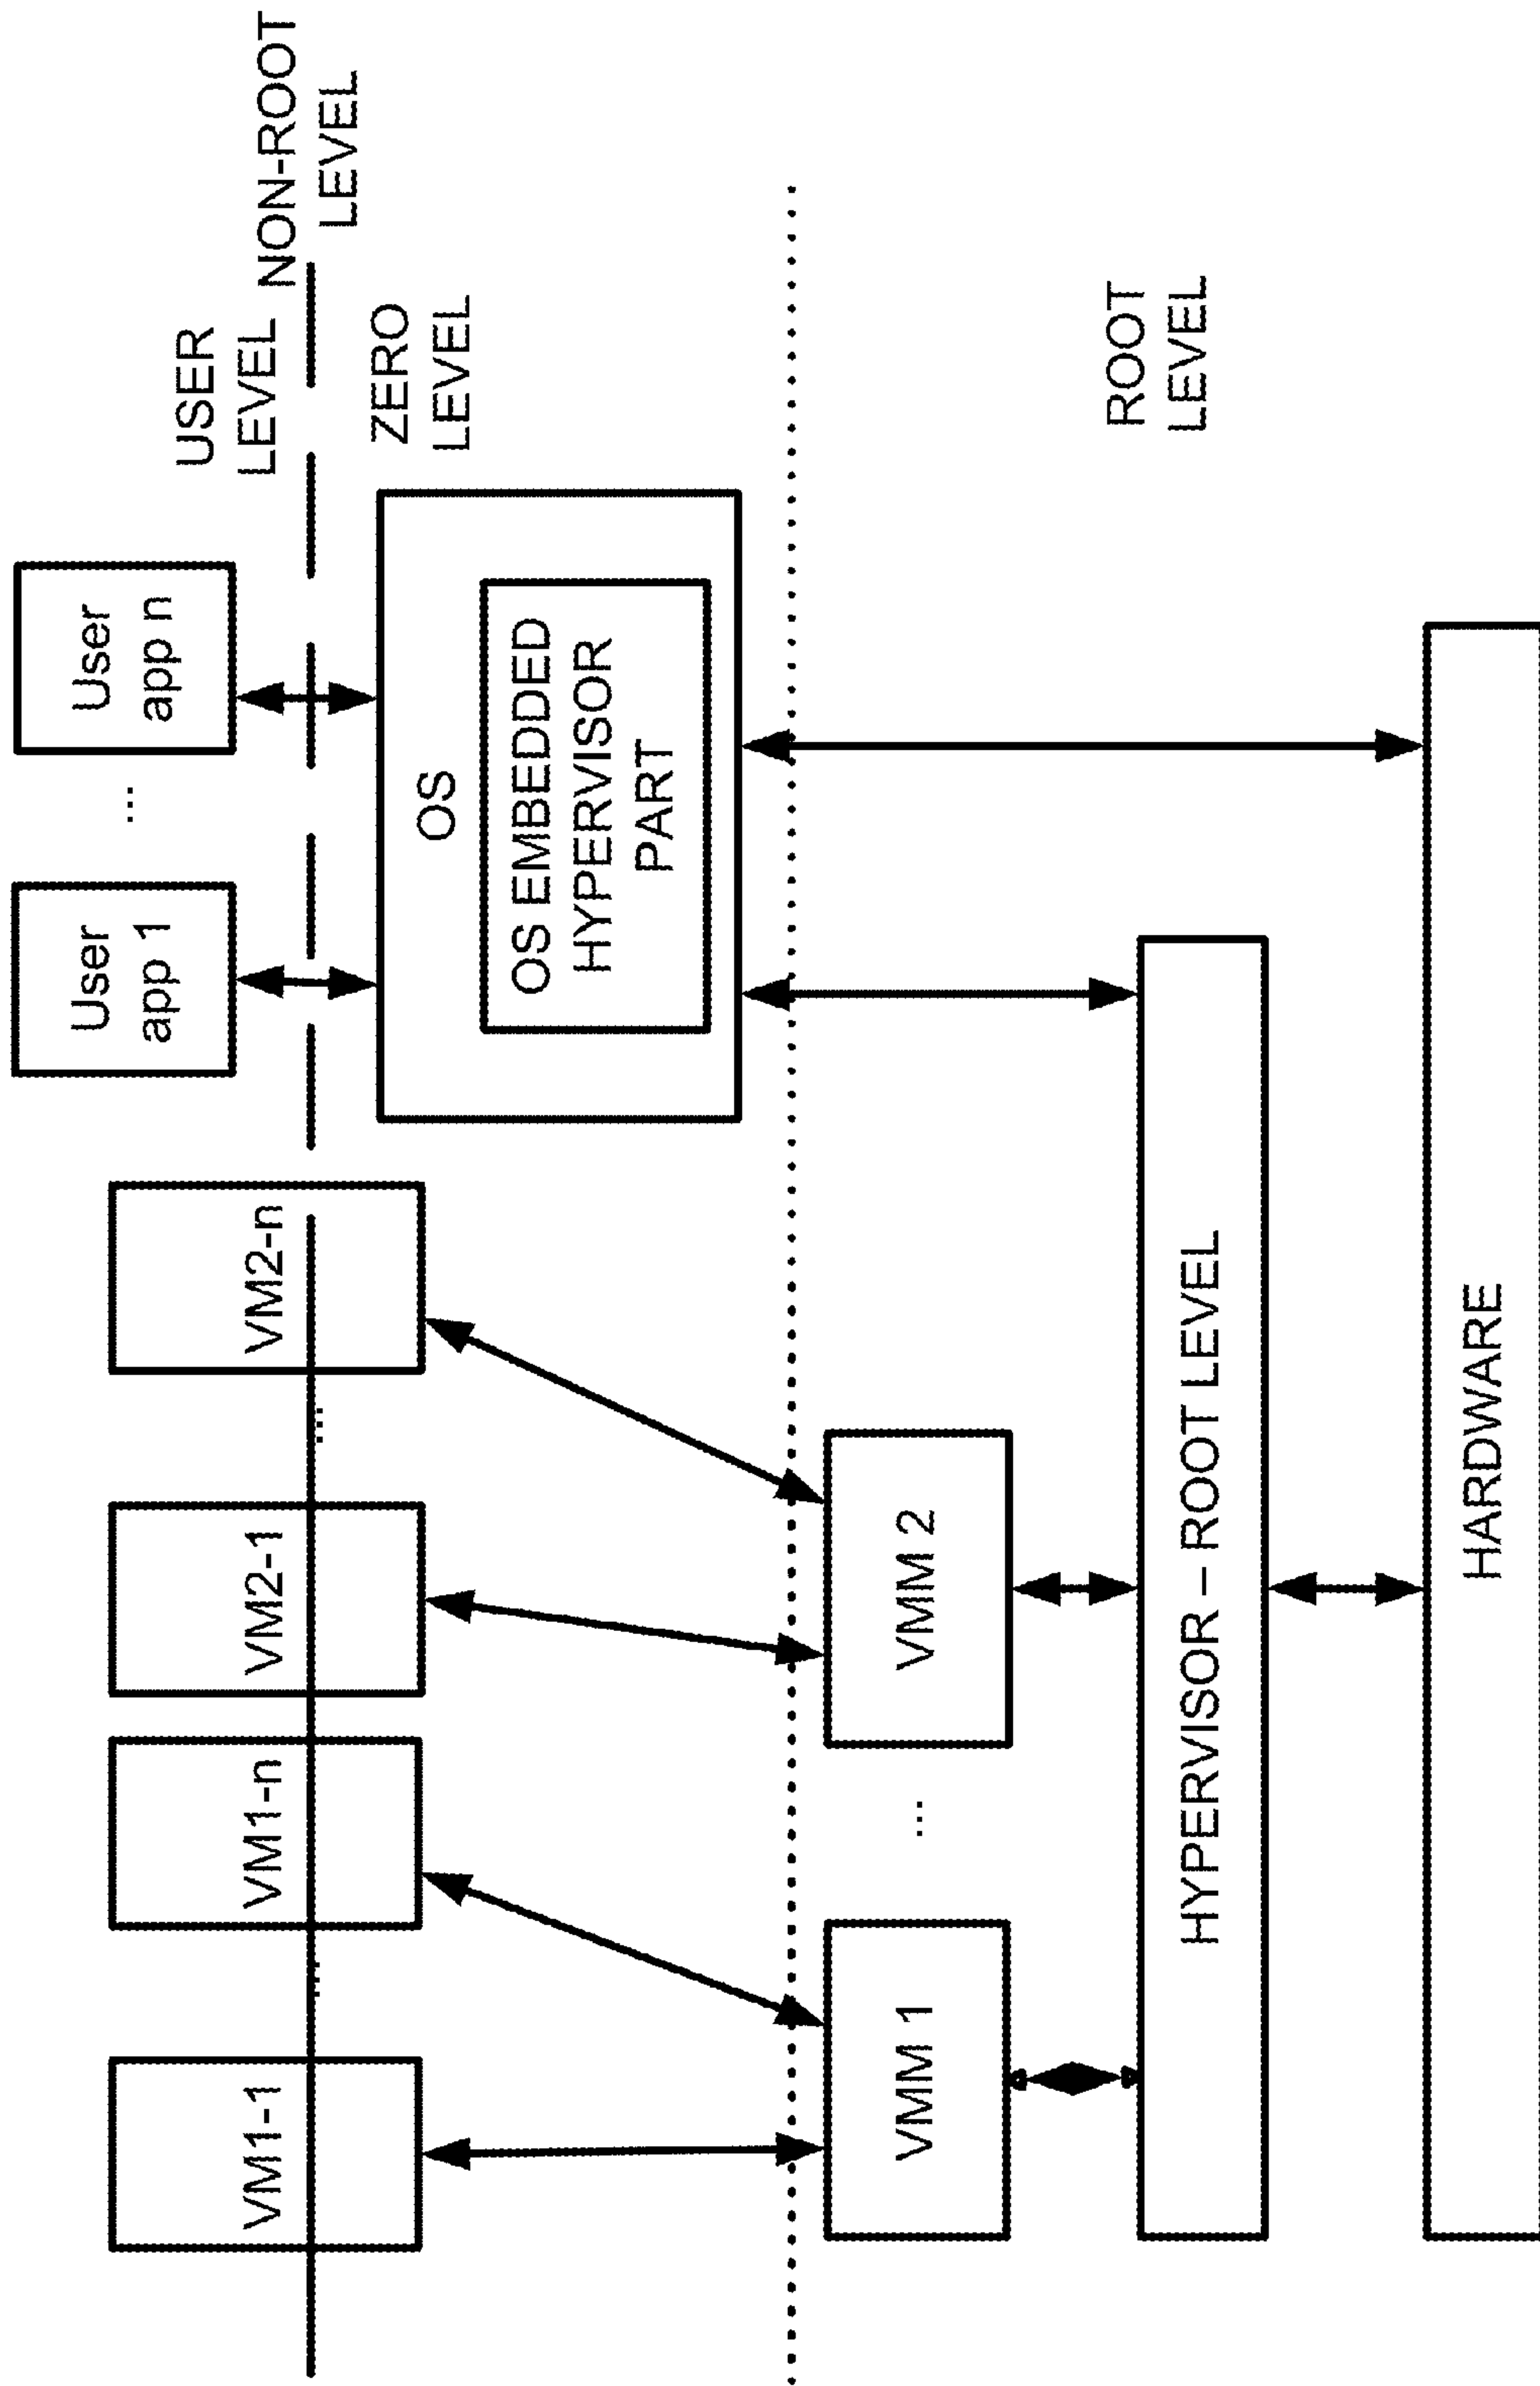 VM1-1
...
VM1-n
VM2-1
...
VM2-n
User
app 1
...
User
app n
USER
LEVEL
NON-ROOT
LEVEL
ZERO
LEVEL
OS
OS EMBEDDED
HYPERVISOR
PART
VMM 1
...
VMM 2
ROOT
LEVEL
HYPERVISOR – ROOT LEVEL
HARDWARE